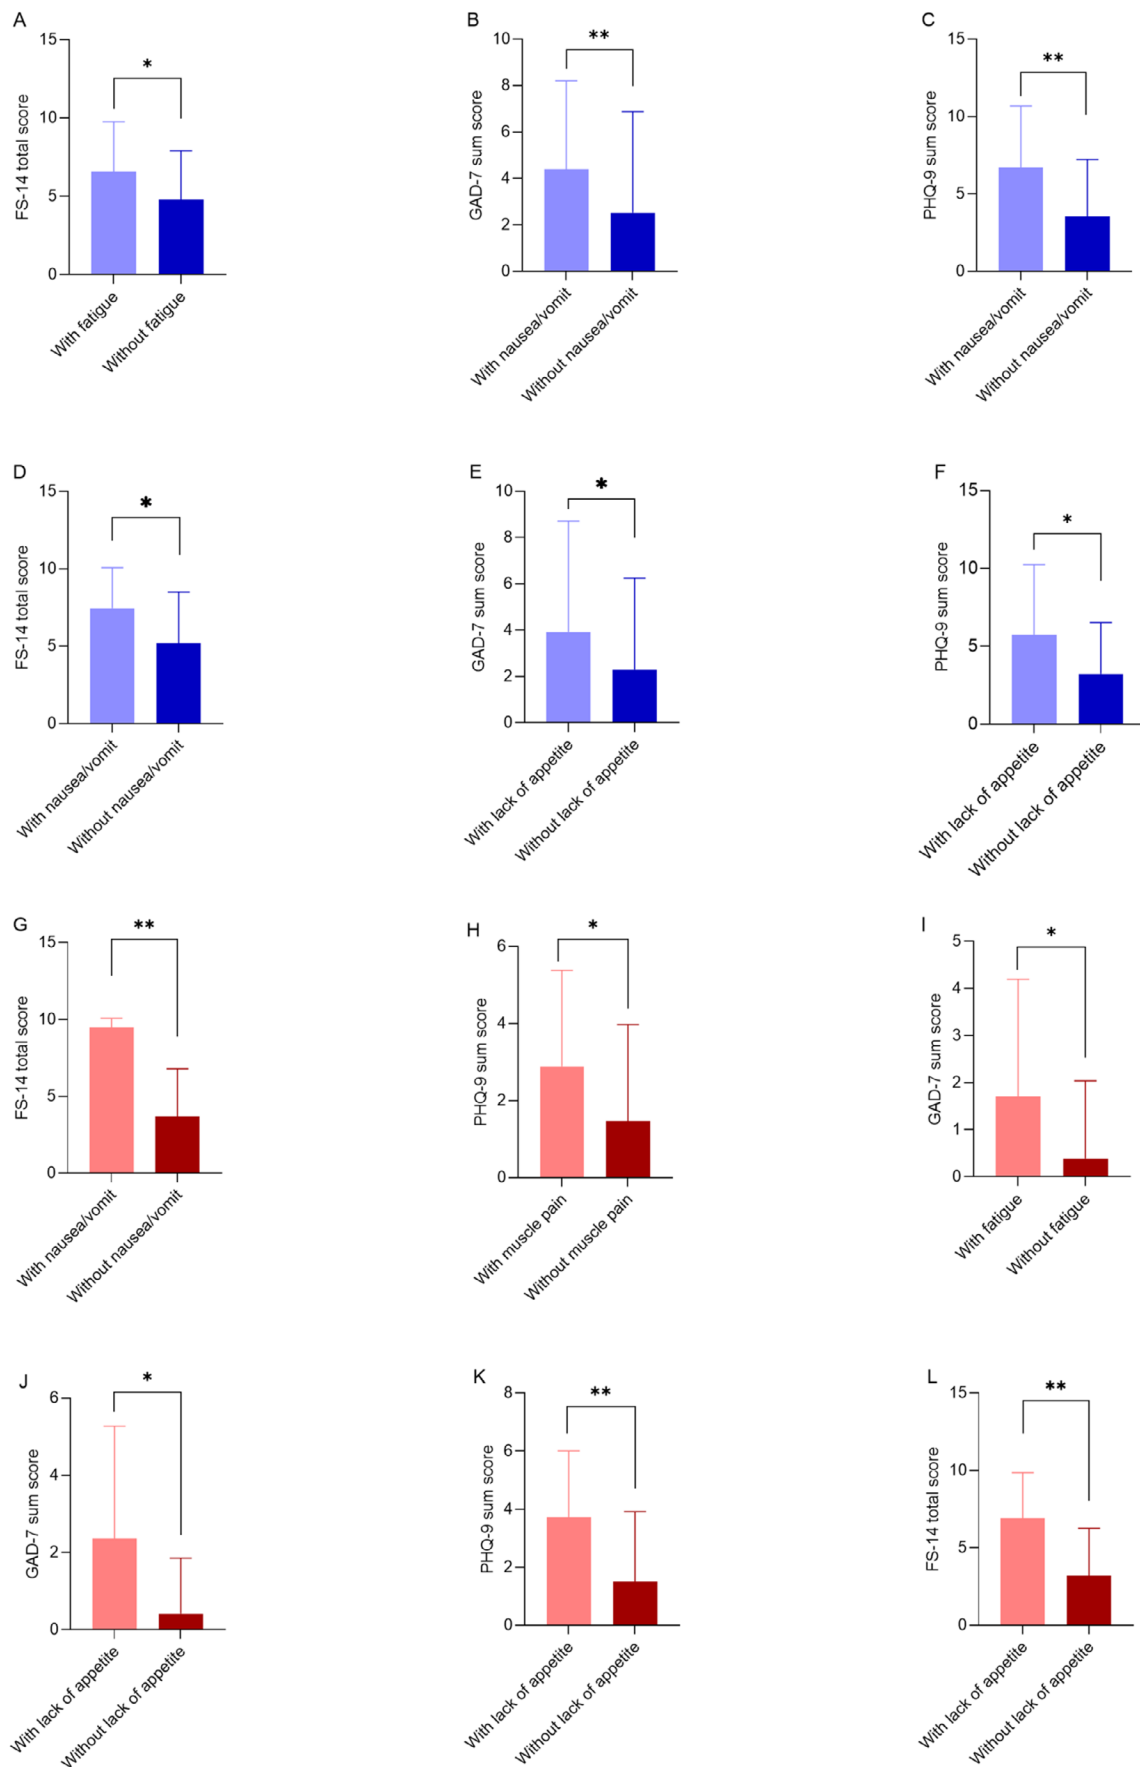 A
FS-14 total score
15
10
5
0
*
With fatigue
Without fatigue
B
GAD-7 sum score
10
8
6
4
2
0
**
With nausea/vomit
Without nausea/vomit
C
PHQ-9 sum score
15
10
5
0
**
With nausea/vomit
Without nausea/vomit
D
FS-14 total score
15
10
5
0
*
With nausea/vomit
Without nausea/vomit
E
GAD-7 sum score
10
8
6
4
2
0
*
With lack of appetite
Without lack of appetite
F
PHQ-9 sum score
15
10
5
0
*
With lack of appetite
Without lack of appetite
G
FS-14 total score
15
10
5
0
**
With nausea/vomit
Without nausea/vomit
H
PHQ-9 sum score
6
4
2
0
*
With muscle pain
Without muscle pain
I
GAD-7 sum score
5
4
3
2
1
0
*
With fatigue
Without fatigue
J
GAD-7 sum score
6
4
2
0
*
With lack of appetite
Without lack of appetite
K
PHQ-9 sum score
8
6
4
2
0
**
With lack of appetite
Without lack of appetite
L
FS-14 total score
15
10
5
0
**
With lack of appetite
Without lack of appetite